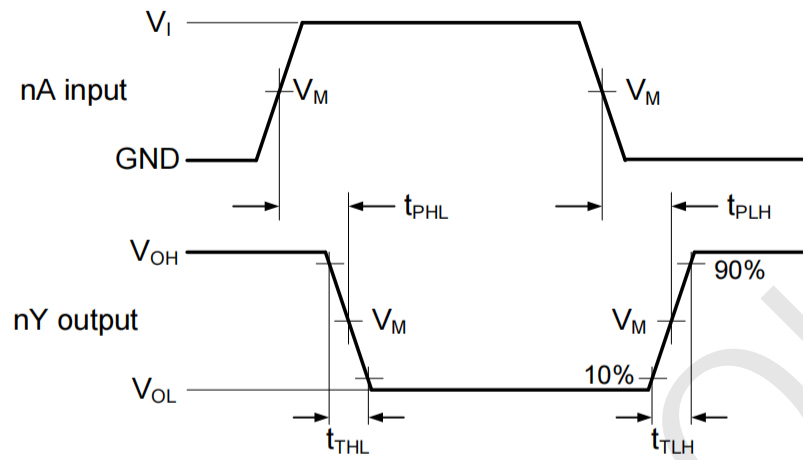 VI
nA input
VM
VM
GND
tPHL
tPLH
VOH
90%
nY output
VM
VM
10%
VOL
tTHL
tTLH